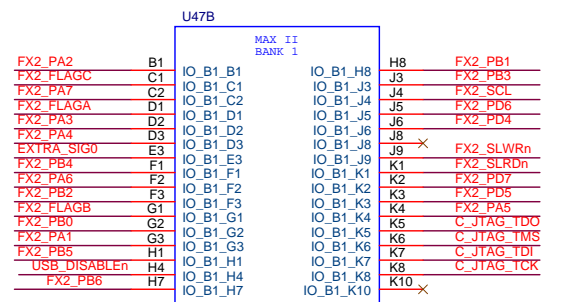 U47B
MAX II
BANK 1
FX2_PA2 B1 IO_B1_B1 IO_B1_H8 H8 FX2_PB1
FX2_FLAGC C1 IO_B1_C1 IO_B1_J3 J3 FX2_PB3
FX2_PA7 C2 IO_B1_C2 IO_B1_J4 J4 FX2_SCL
FX2_FLAGA D1 IO_B1_D1 IO_B1_J5 J5 FX2_PD6
FX2_PA3 D2 IO_B1_D2 IO_B1_J6 J6 FX2_PD4
FX2_PA4 D3 IO_B1_D3 IO_B1_J8 J8
EXTRA_SIG0 E3 IO_B1_E3 IO_B1_J9 J9 FX2_SLWRn
FX2_PB4 F1 IO_B1_F1 IO_B1_K1 K1 FX2_SLRDn
FX2_PA6 F2 IO_B1_F2 IO_B1_K2 K2 FX2_PD7
FX2_PB2 F3 IO_B1_F3 IO_B1_K3 K3 FX2_PD5
FX2_FLAGB G1 IO_B1_G1 IO_B1_K4 K4 FX2_PA5
FX2_PB0 G2 IO_B1_G2 IO_B1_K5 K5 C_JTAG_TDO
FX2_PA1 G3 IO_B1_G3 IO_B1_K6 K6 C_JTAG_TMS
FX2_PB5 H1 IO_B1_H1 IO_B1_K7 K7 C_JTAG_TDI
USB_DISABLEn H4 IO_B1_H4 IO_B1_K8 K8 C_JTAG_TCK
FX2_PB6 H7 IO_B1_H7 IO_B1_K10 K10